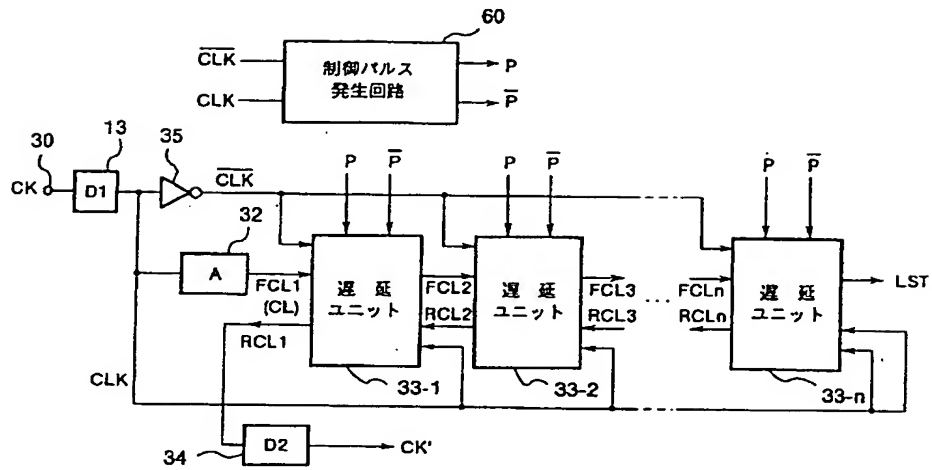 60
CLK
CLK
制御パルス
発生回路
P
P
30
13
35
CK
D1
CLK
P
P
P
P
P
P
32
A
FCL1
(CL)
RCL1
遅延
ユニット
FCL2
RCL2
遅延
ユニット
FCL3
RCL3
...
FCLn
RCLn
遅延
ユニット
LST
CLK
33-1
33-2
33-n
34
D2
CK'